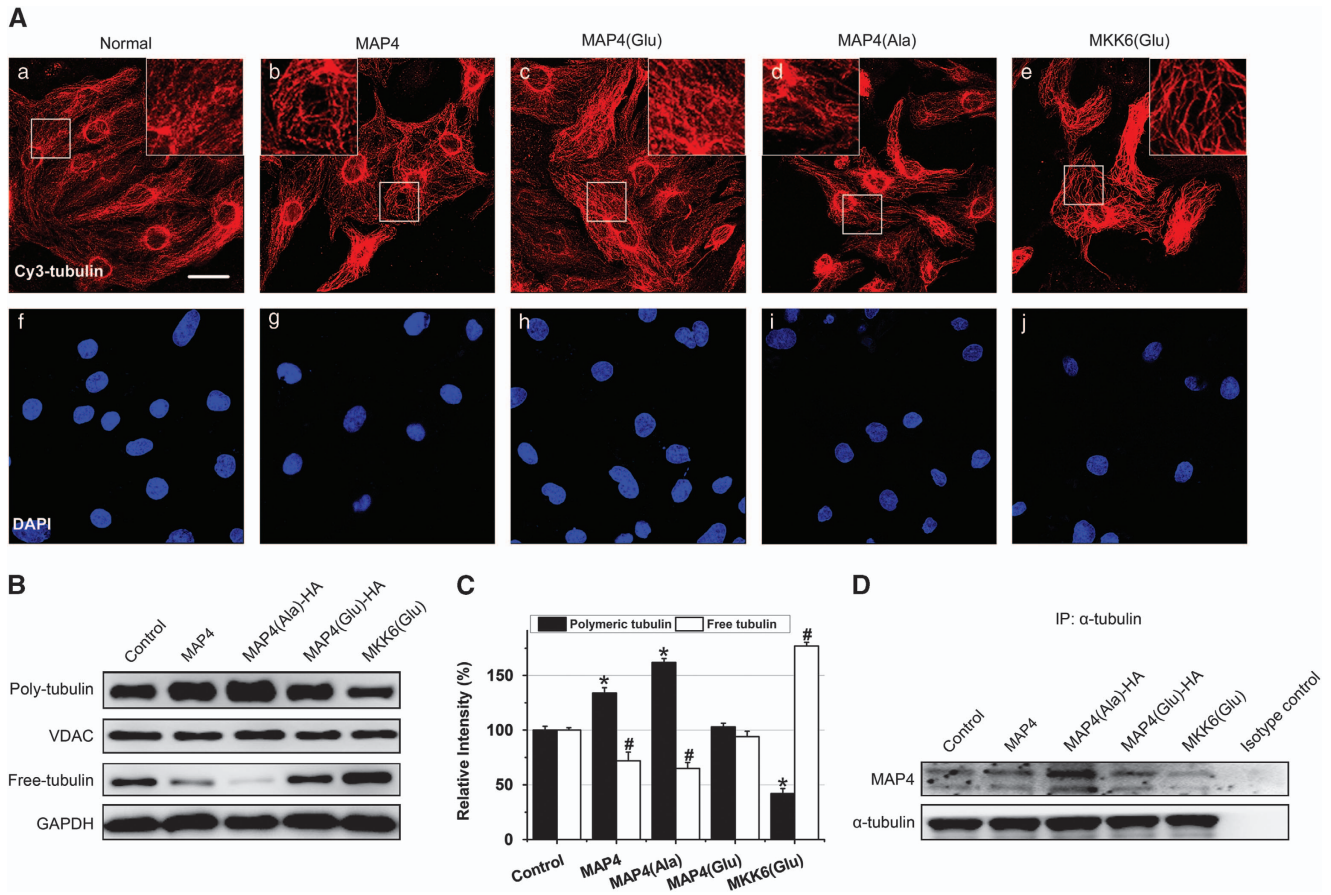 A
Normal
MAP4
MAP4(Glu)
MAP4(Ala)
MKK6(Glu)
a
b
c
d
e
Cy3-tubulin
f
g
h
i
j
DAPI
B
Control
MAP4
MAP4(Ala)-HA
MAP4(Glu)-HA
MKK6(Glu)
Poly-tubulin
VDAC
Free-tubulin
GAPDH
C
Polymeric tubulin
Free tubulin
Relative Intensity (%)
150
100
50
0
*
#
*
#
*
#
Control
MAP4
MAP4(Ala)
MAP4(Glu)
MKK6(Glu)
D
IP: α-tubulin
Control
MAP4
MAP4(Ala)-HA
MAP4(Glu)-HA
MKK6(Glu)
Isotype control
MAP4
α-tubulin